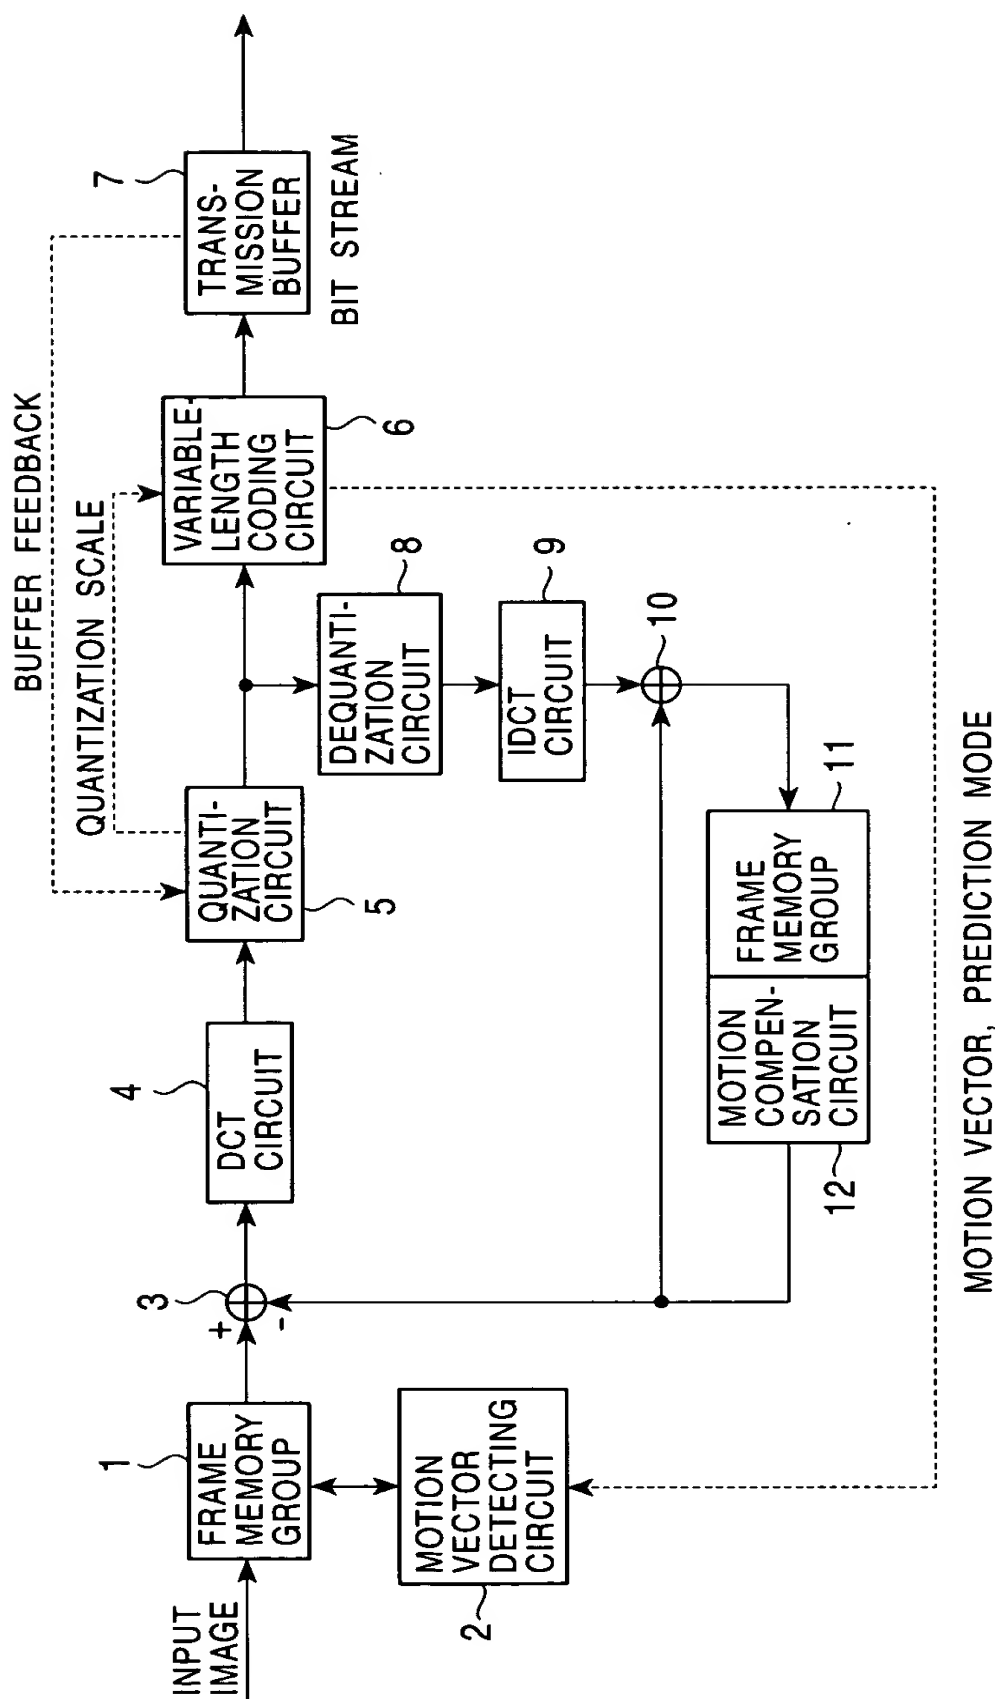 INPUT
IMAGE
1
FRAME
MEMORY
GROUP
2
MOTION
VECTOR
DETECTING
CIRCUIT
3
+
-
4
DCT
CIRCUIT
5
QUANTI-
ZATION
CIRCUIT
BUFFER FEEDBACK
QUANTIZATION SCALE
6
VARIABLE-
LENGTH
CODING
CIRCUIT
7
TRANS-
MISSION
BUFFER
BIT STREAM
8
DEQUANTI-
ZATION
CIRCUIT
9
IDCT
CIRCUIT
10
11
FRAME
MEMORY
GROUP
12
MOTION
COMPEN-
SATION
CIRCUIT
MOTION VECTOR, PREDICTION MODE